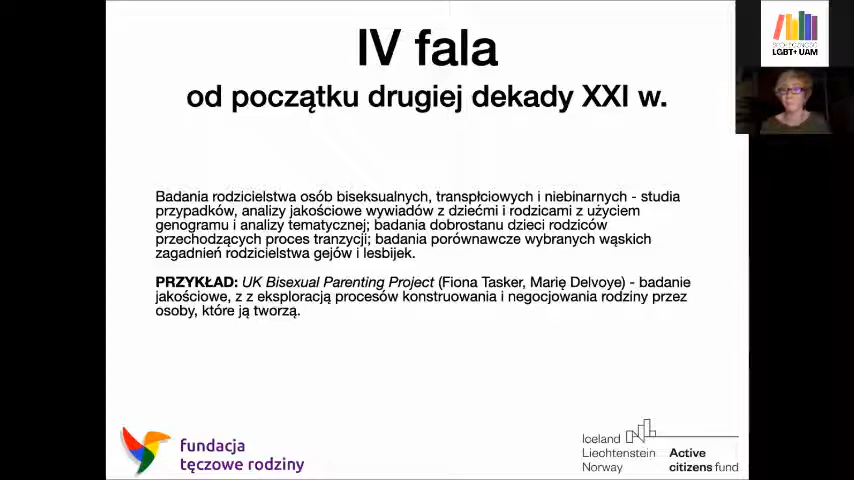 IV fala
od początku drugiej dekady XXI w.
SPOŁECZNOŚĆ
LGBT+ UAM
Badania rodzicielstwa osób biseksualnych, transpłciowych i niebinarnych - studia
przypadków, analizy jakościowe wywiadów z dziećmi i rodzicami z użyciem
genogramu i analizy tematycznej; badania dobrostanu dzieci rodziców
przechodzących proces tranzycji; badania porównawcze wybranych wąskich
zagadnień rodzicielstwa gejów i lesbijek.
PRZYKŁAD: UK Bisexual Parenting Project (Fiona Tasker, Marię Delvoye) - badanie
jakościowe, z z eksploracją procesów konstruowania i negocjowania rodziny przez
osoby, które ją tworzą.
fundacja
tęczowe rodziny
Iceland
Liechtenstein
Norway
Active
citizens fund